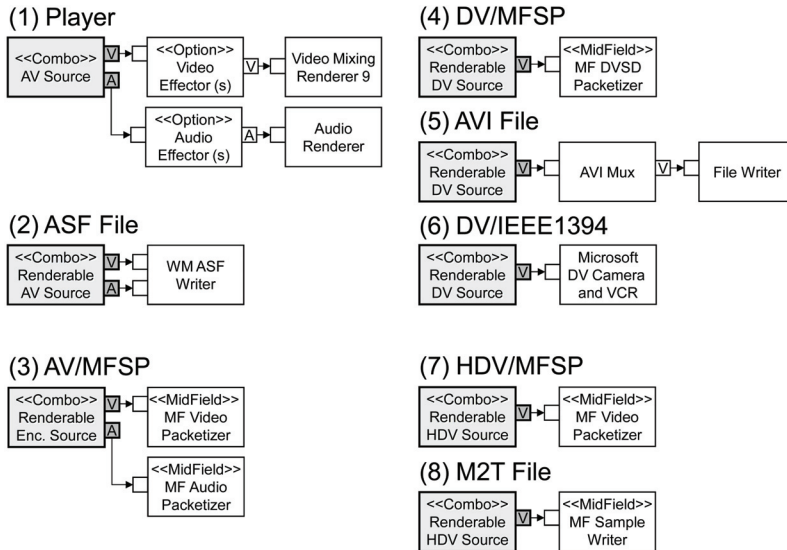 (1) Player
<<Combo>>
AV Source
V
A
<<Option>>
Video
Effector (s)
V
Video Mixing
Renderer 9
<<Option>>
Audio
Effector (s)
A
Audio
Renderer
(2) ASF File
<<Combo>>
Renderable
AV Source
V
A
WM ASF
Writer
(3) AV/MFSP
<<Combo>>
Renderable
Enc. Source
V
A
<<MidField>>
MF Video
Packetizer
<<MidField>>
MF Audio
Packetizer
(4) DV/MFSP
<<Combo>>
Renderable
DV Source
V
<<MidField>>
MF DVSD
Packetizer
(5) AVI File
<<Combo>>
Renderable
DV Source
V
AVI Mux
V
File Writer
(6) DV/IEEE1394
<<Combo>>
Renderable
DV Source
V
Microsoft
DV Camera
and VCR
(7) HDV/MFSP
<<Combo>>
Renderable
HDV Source
V
<<MidField>>
MF Video
Packetizer
(8) M2T File
<<Combo>>
Renderable
HDV Source
V
<<MidField>>
MF Sample
Writer